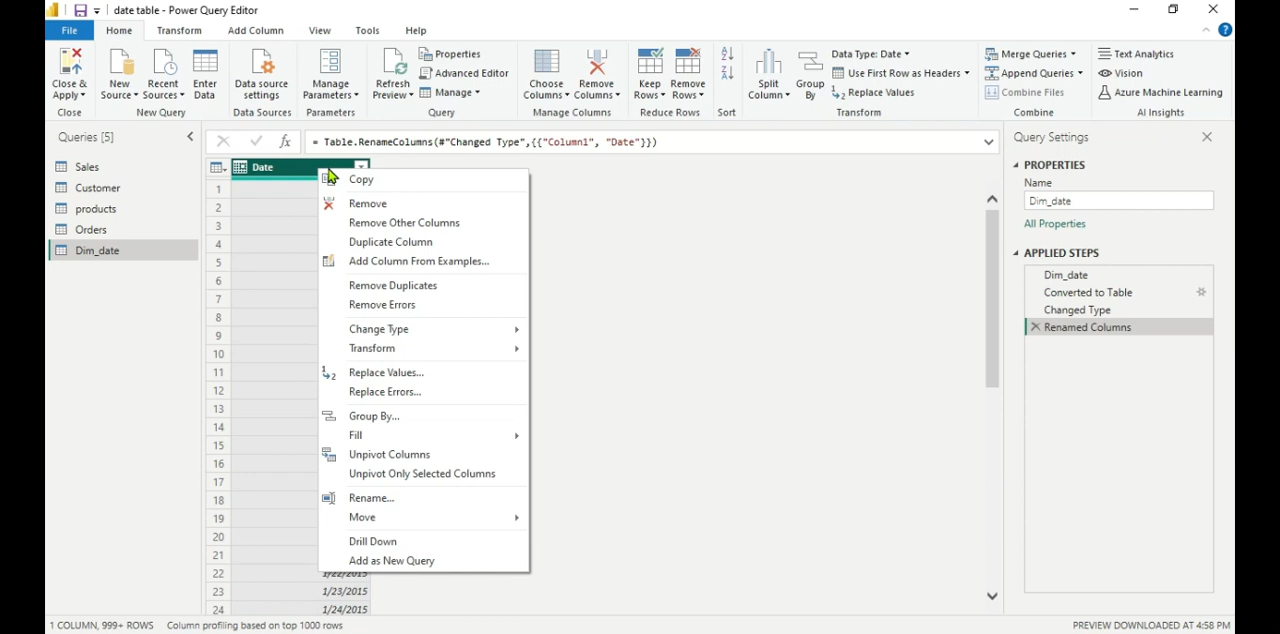 date table - Power Query Editor
File Home Transform Add Column View Tools Help
Close & Apply
New Source
Recent Sources
Enter Data
Data source settings
Manage Parameters
Refresh Preview
Properties
Advanced Editor
Manage
Choose Columns
Remove Columns
Keep Rows
Remove Rows
Split Column
Group By
Data Type: Date
Use First Row as Headers
Replace Values
Merge Queries
Append Queries
Combine Files
Text Analytics
Vision
Azure Machine Learning
Close New Query Data Sources Parameters Query Manage Columns Reduce Rows Sort Transform Combine AI Insights
Queries [5]
Sales
Customer
products
Orders
Dim_date
fx = Table.RenameColumns(#"Changed Type",{{"Column1", "Date"}})
Date
1
2
3
4
5
6
7
8
9
10
11
12
13
14
15
16
17
18
19
20
21
22 1/22/2015
23 1/23/2015
24 1/24/2015
Copy
Remove
Remove Other Columns
Duplicate Column
Add Column From Examples...
Remove Duplicates
Remove Errors
Change Type
Transform
Replace Values...
Replace Errors...
Group By...
Fill
Unpivot Columns
Unpivot Only Selected Columns
Rename...
Move
Drill Down
Add as New Query
Query Settings
PROPERTIES
Name
Dim_date
All Properties
APPLIED STEPS
Dim_date
Converted to Table
Changed Type
Renamed Columns
1 COLUMN, 999+ ROWS Column profiling based on top 1000 rows
PREVIEW DOWNLOADED AT 4:58 PM